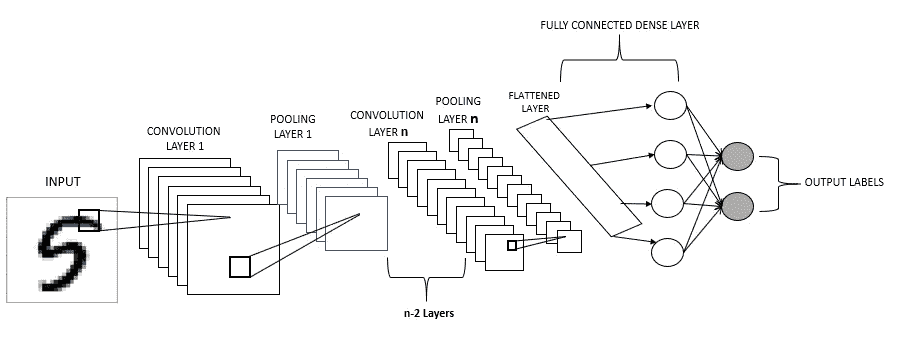 FULLY CONNECTED DENSE LAYER
FLATTENED
LAYER
POOLING
LAYER n
CONVOLUTION
LAYER n
POOLING
LAYER 1
CONVOLUTION
LAYER 1
INPUT
5
OUTPUT LABELS
n-2 Layers